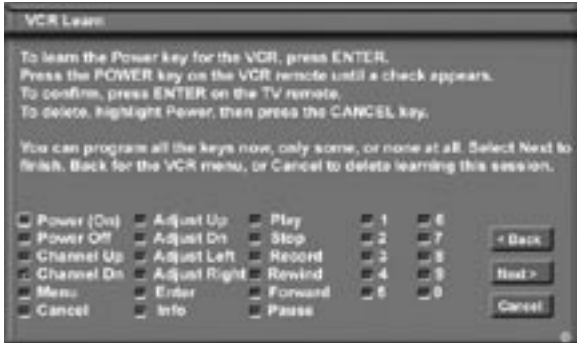 VCR Learn
To learn the Power key for the VCR, press ENTER.
Press the POWER key on the VCR remote until a check appears.
To confirm, press ENTER on the TV remote.
To delete, highlight Power, then press the CANCEL key.
You can program all the keys now, only some, or none at all. Select Next to
finish, Back for the VCR menu, or Cancel to delete learning this session.
Power (On) Adjust Up Play 1 6
Power Off Adjust Dn Stop 2 7 < Back
Channel Up Adjust Left Record 3 8
Channel Dn Adjust Right Rewind 4 9 Next >
Menu Enter Forward 5 0
Cancel Info Pause Cancel